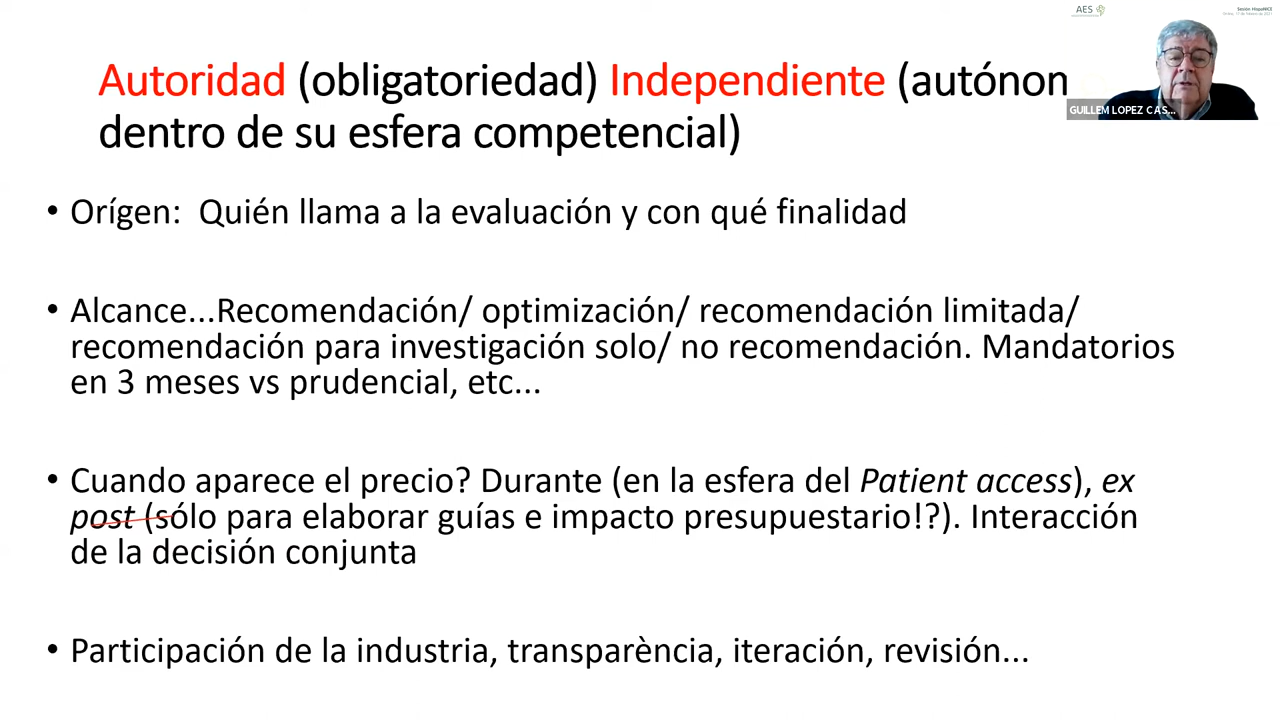 AES
Sesión HispaNICE
Autoridad (obligatoriedad) Independiente (autónom
dentro de su esfera competencial)
GUILLEM LOPEZ CAS...
• Orígen:  Quién llama a la evaluación y con qué finalidad
• Alcance...Recomendación/ optimización/ recomendación limitada/
recomendación para investigación solo/ no recomendación. Mandatorios
en 3 meses vs prudencial, etc...
• Cuando aparece el precio? Durante (en la esfera del Patient access), ex
post (sólo para elaborar guías e impacto presupuestario!?). Interacción
de la decisión conjunta
• Participación de la industria, transparència, iteración, revisión...